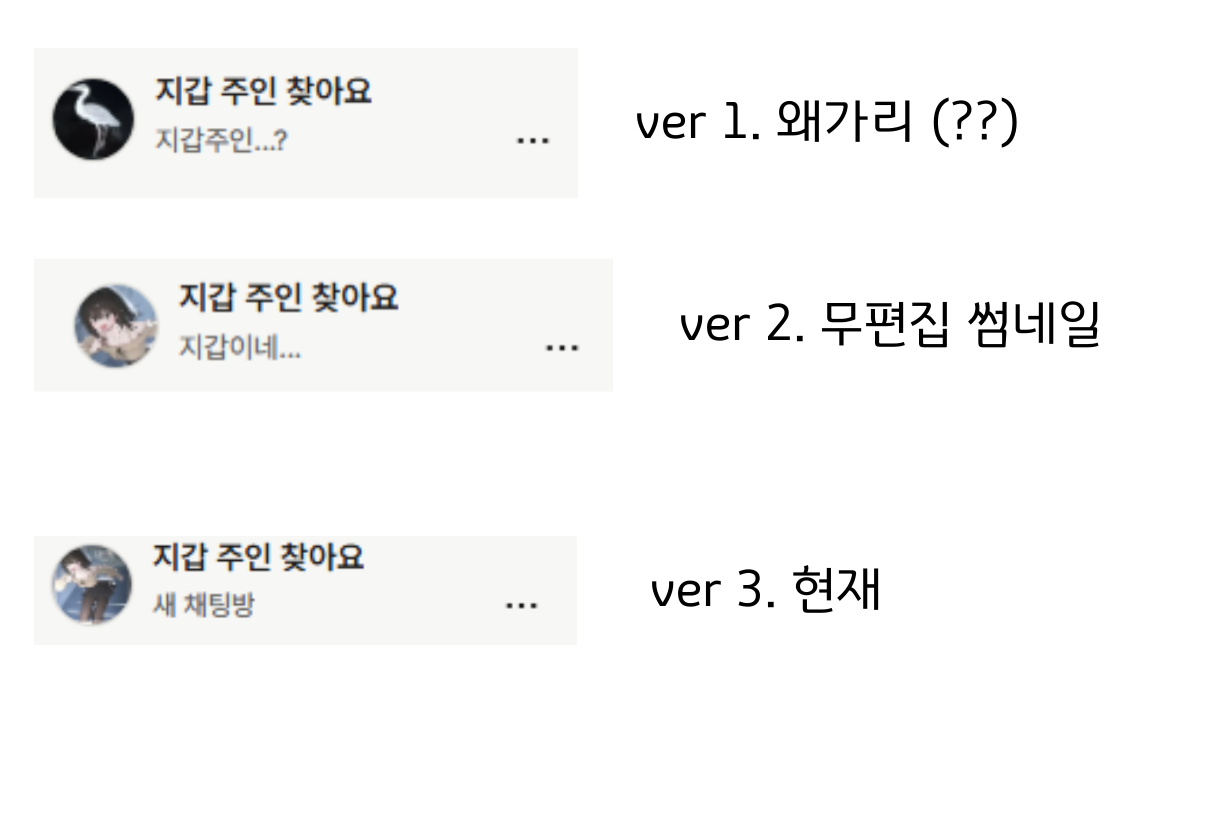 지갑 주인 찾아요
지갑주인...?
...
ver 1. 왜가리 (??)
지갑 주인 찾아요
지갑이네...
...
ver 2. 무편집 썸네일
지갑 주인 찾아요
새 채팅방
...
ver 3. 현재